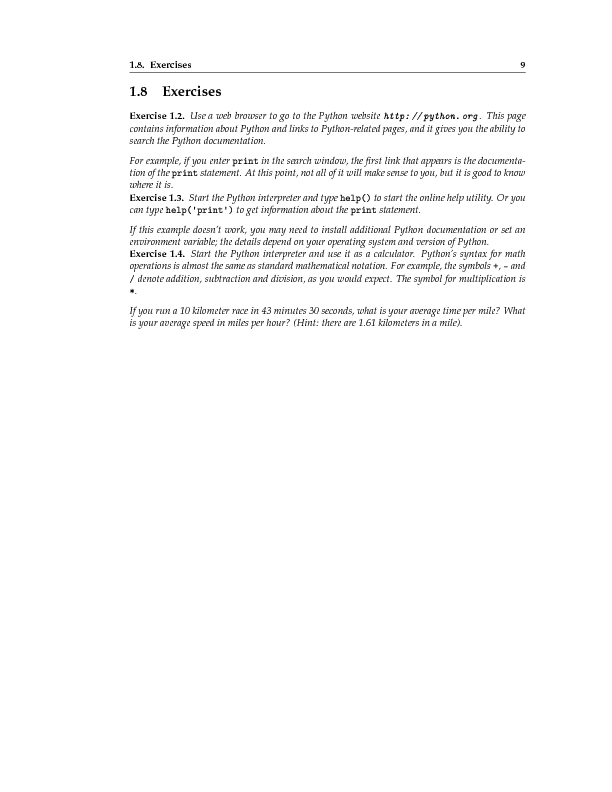 1.8. Exercises 9
1.8 Exercises
Exercise 1.2. Use a web browser to go to the Python website http://python.org. This page
contains information about Python and links to Python-related pages, and it gives you the ability to
search the Python documentation.
For example, if you enter print in the search window, the first link that appears is the documenta-
tion of the print statement. At this point, not all of it will make sense to you, but it is good to know
where it is.
Exercise 1.3. Start the Python interpreter and type help() to start the online help utility. Or you
can type help('print') to get information about the print statement.
If this example doesn't work, you may need to install additional Python documentation or set an
environment variable; the details depend on your operating system and version of Python.
Exercise 1.4. Start the Python interpreter and use it as a calculator. Python's syntax for math
operations is almost the same as standard mathematical notation. For example, the symbols +, - and
/ denote addition, subtraction and division, as you would expect. The symbol for multiplication is
*.
If you run a 10 kilometer race in 43 minutes 30 seconds, what is your average time per mile? What
is your average speed in miles per hour? (Hint: there are 1.61 kilometers in a mile).